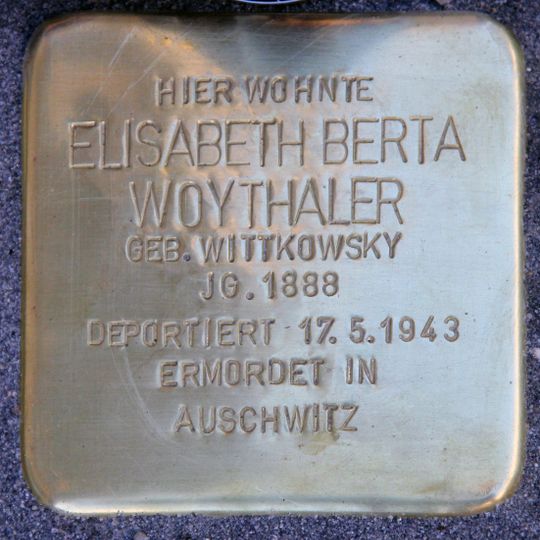 HIER WOHNTE
ELISABETH BERTA
WOYTHALER
GEB. WITTKOWSKY
JG. 1888
DEPORTIERT 17.5.1943
ERMORDET IN
AUSCHWITZ